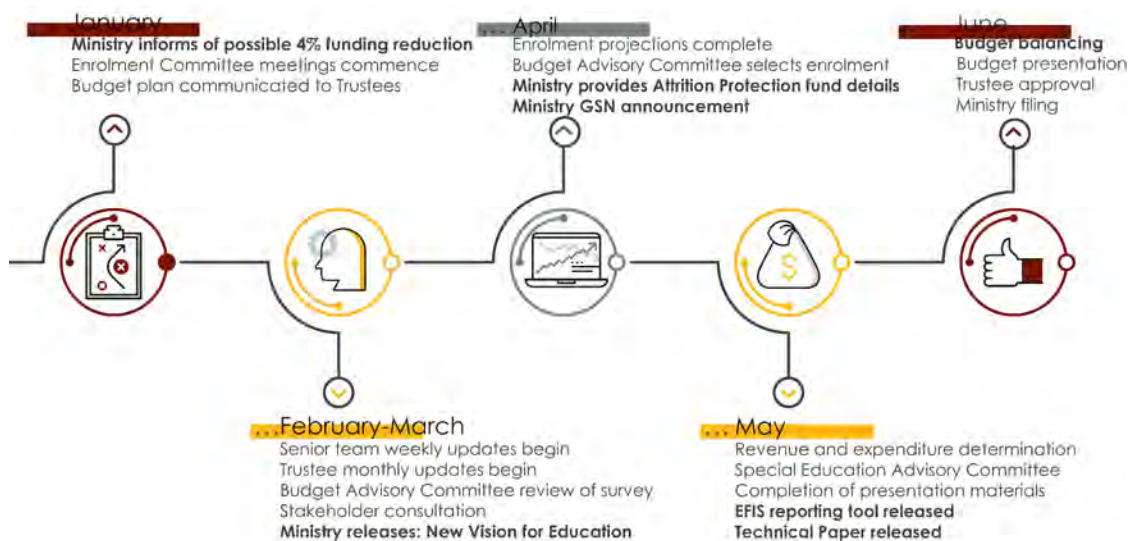 January
Ministry informs of possible 4% funding reduction
Enrolment Committee meetings commence
Budget plan communicated to Trustees
...February-March
Senior team weekly updates begin
Trustee monthly updates begin
Budget Advisory Committee review of survey
Stakeholder consultation
Ministry releases: New Vision for Education
...April
Enrolment projections complete
Budget Advisory Committee selects enrolment
Ministry provides Attrition Protection fund details
Ministry GSN announcement
$
...May
Revenue and expenditure determination
Special Education Advisory Committee
Completion of presentation materials
EFIS reporting tool released
Technical Paper released
June
Budget balancing
Budget presentation
Trustee approval
Ministry filing